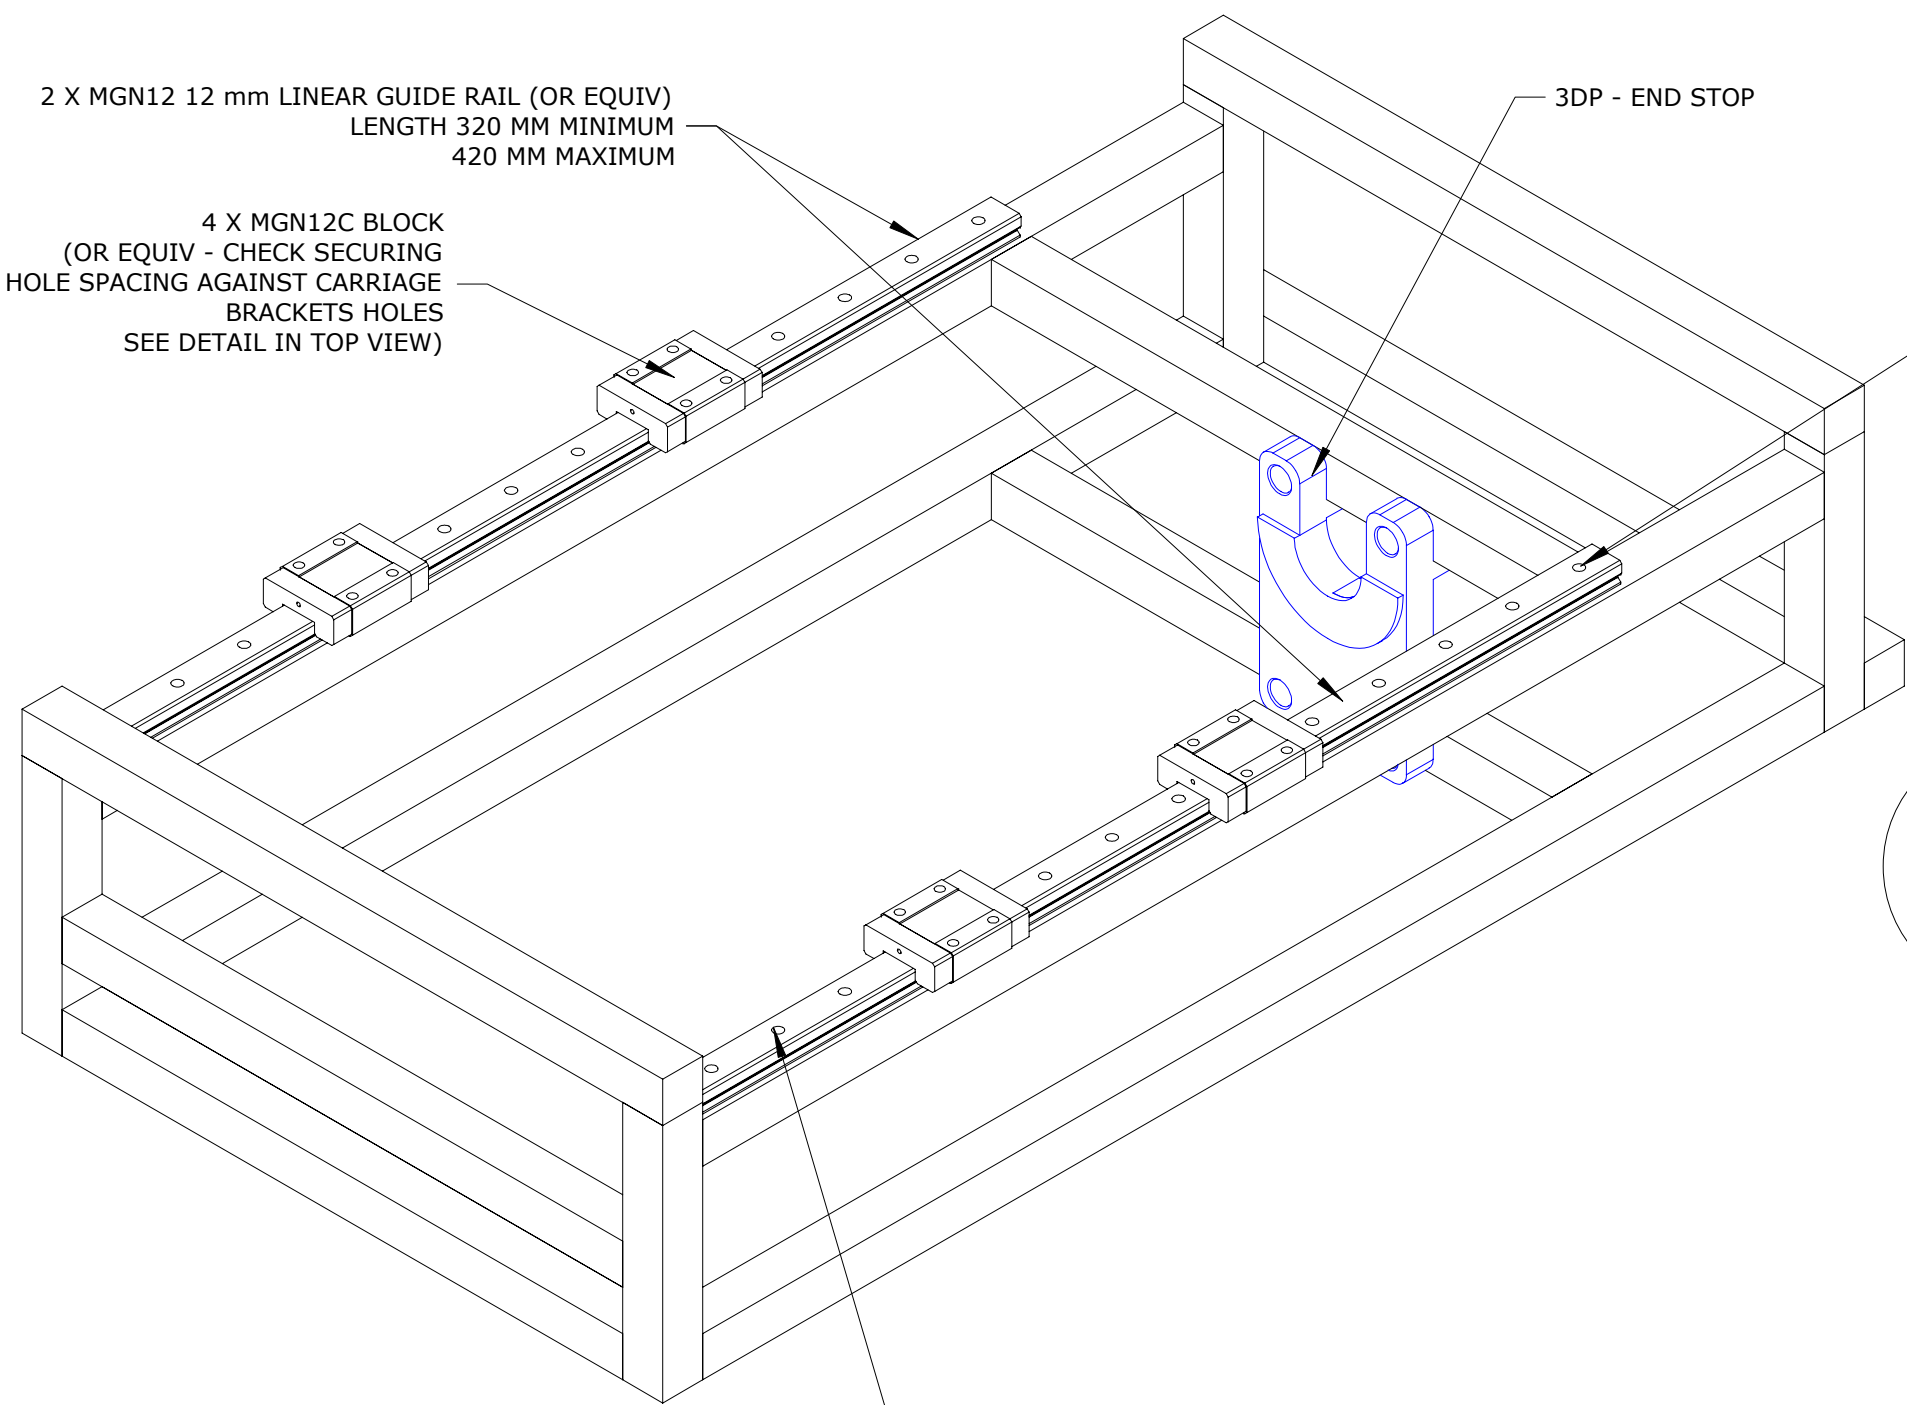 2 X MGN12 12 mm LINEAR GUIDE RAIL (OR EQUIV)
LENGTH 320 MM MINIMUM
420 MM MAXIMUM
3DP - END STOP
4 X MGN12C BLOCK
(OR EQUIV - CHECK SECURING
HOLE SPACING AGAINST CARRIAGE
BRACKETS HOLES
SEE DETAIL IN TOP VIEW)